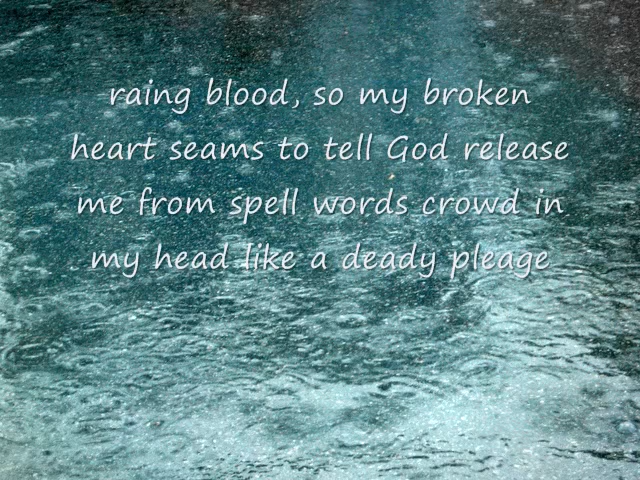 raing blood, so my broken
heart seams to tell God release
me from spell words crowd in
my head like a deady pleage